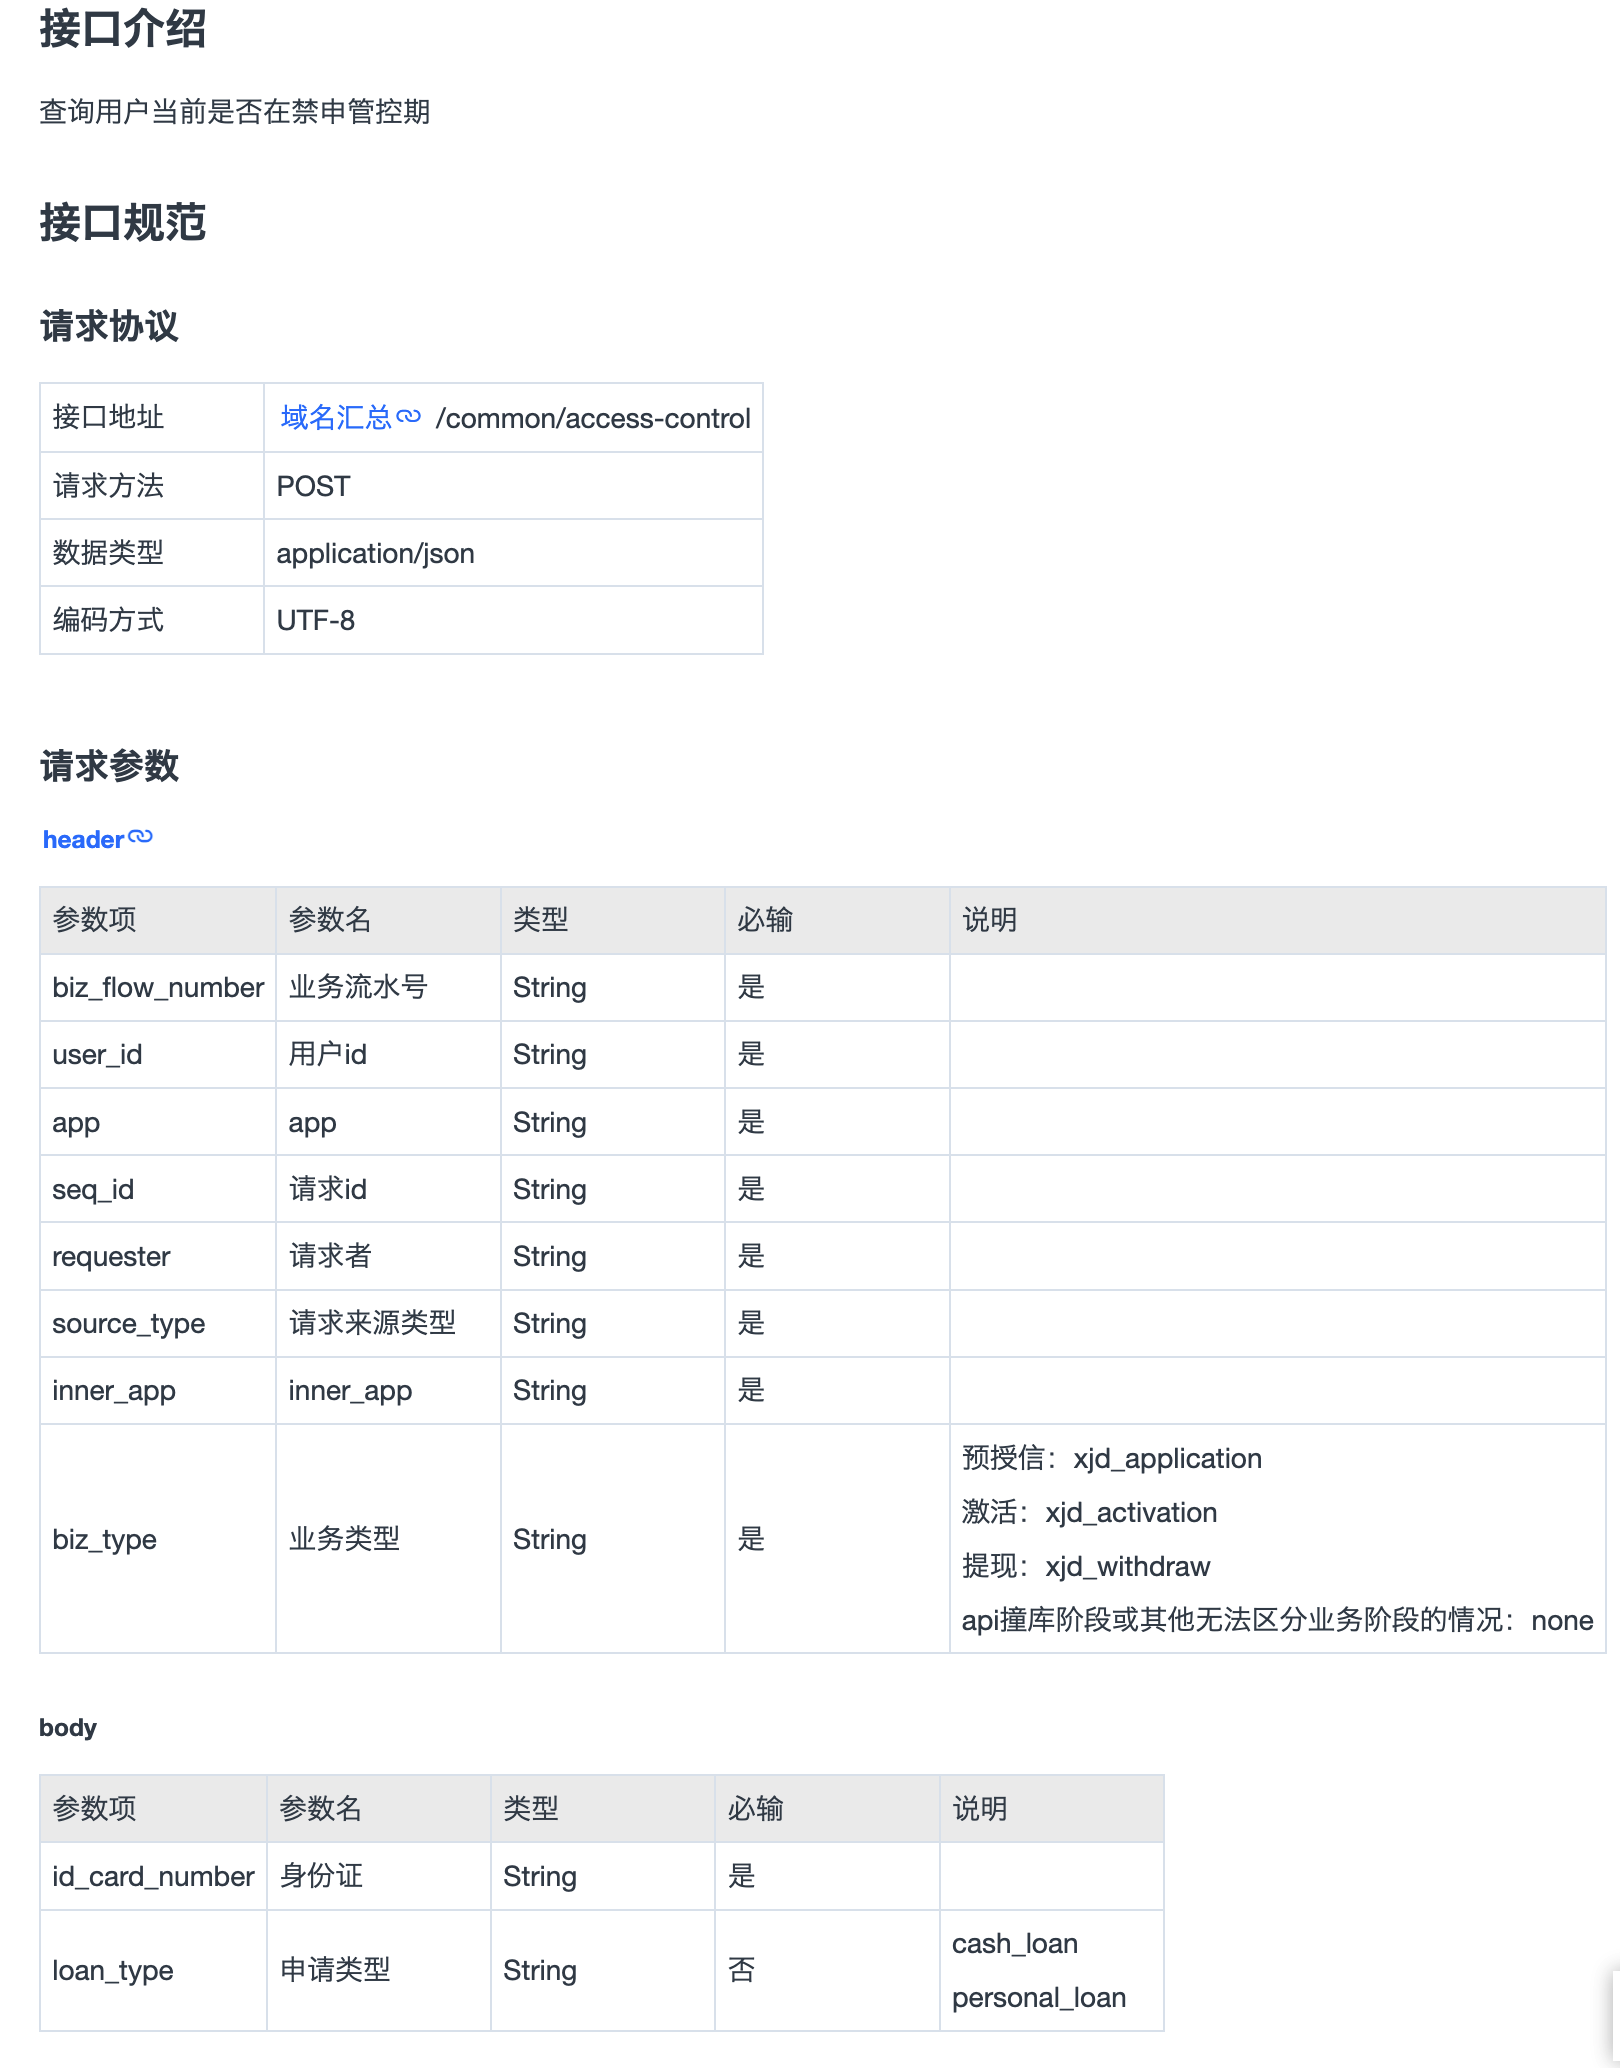 接口介绍
查询用户当前是否在禁申管控期
接口规范
请求协议
接口地址 域名汇总 /common/access-control
请求方法 POST
数据类型 application/json
编码方式 UTF-8
请求参数
header
参数项 参数名 类型 必输 说明
biz_flow_number 业务流水号 String 是
user_id 用户id String 是
app app String 是
seq_id 请求id String 是
requester 请求者 String 是
source_type 请求来源类型 String 是
inner_app inner_app String 是
biz_type 业务类型 String 是 预授信：xjd_application
激活：xjd_activation
提现：xjd_withdraw
api撞库阶段或其他无法区分业务阶段的情况：none
body
参数项 参数名 类型 必输 说明
id_card_number 身份证 String 是
loan_type 申请类型 String 否 cash_loan
personal_loan